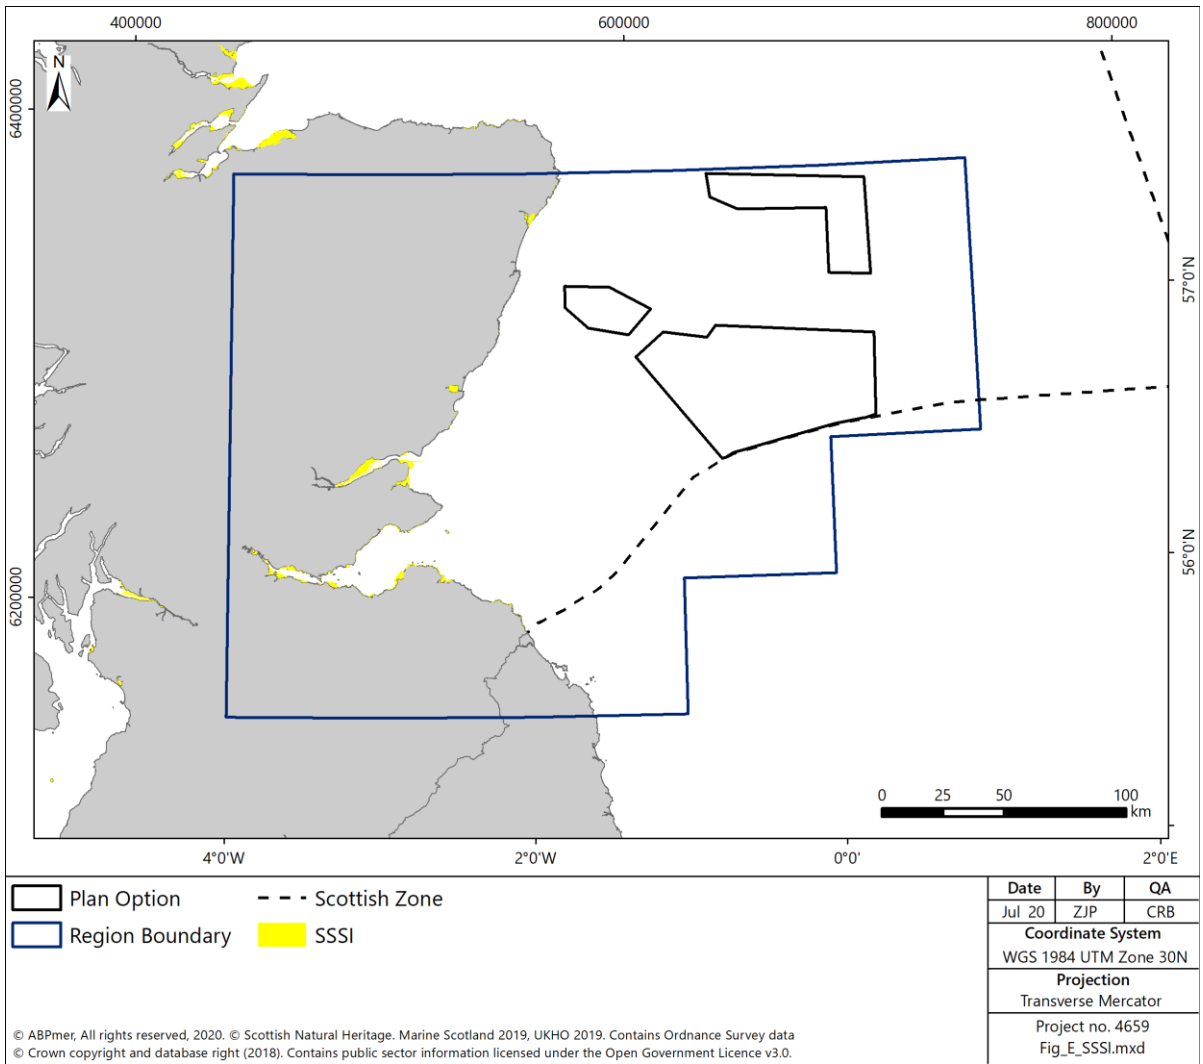 400000 600000 800000
N
6400000
57°0'N
56°0'N
6200000
0 25 50 100
km
4°0'W 2°0'W 0°0' 2°0'E
Plan Option Scottish Zone
Region Boundary SSSI
Date By QA
Jul 20 ZJP CRB
Coordinate System
WGS 1984 UTM Zone 30N
Projection
Transverse Mercator
Project no. 4659
Fig_E_SSSI.mxd
© ABPmer, All rights reserved, 2020. © Scottish Natural Heritage. Marine Scotland 2019, UKHO 2019. Contains Ordnance Survey data
© Crown copyright and database right (2018). Contains public sector information licensed under the Open Government Licence v3.0.